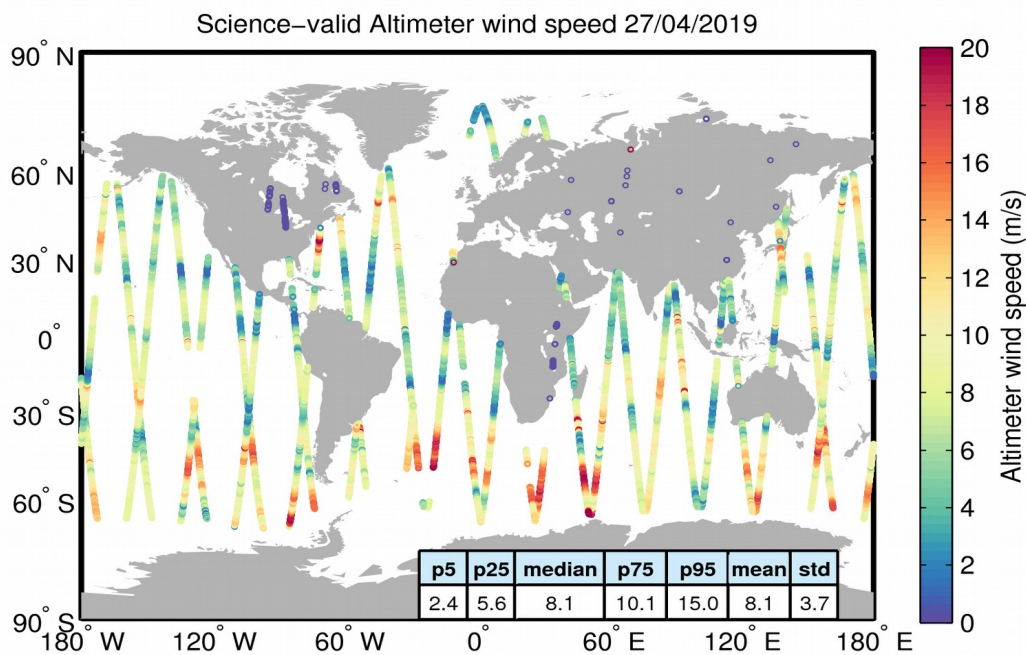 Science−valid Altimeter wind speed 27/04/2019
90° N
60° N
30° N
0°
30° S
60° S
90° S
180° W
120° W
60° W
0°
60° E
120° E
180° E
p5 p25 median p75 p95 mean std
2.4 5.6 8.1 10.1 15.0 8.1 3.7
20
18
16
14
12
10
8
6
4
2
0
Altimeter wind speed (m/s)